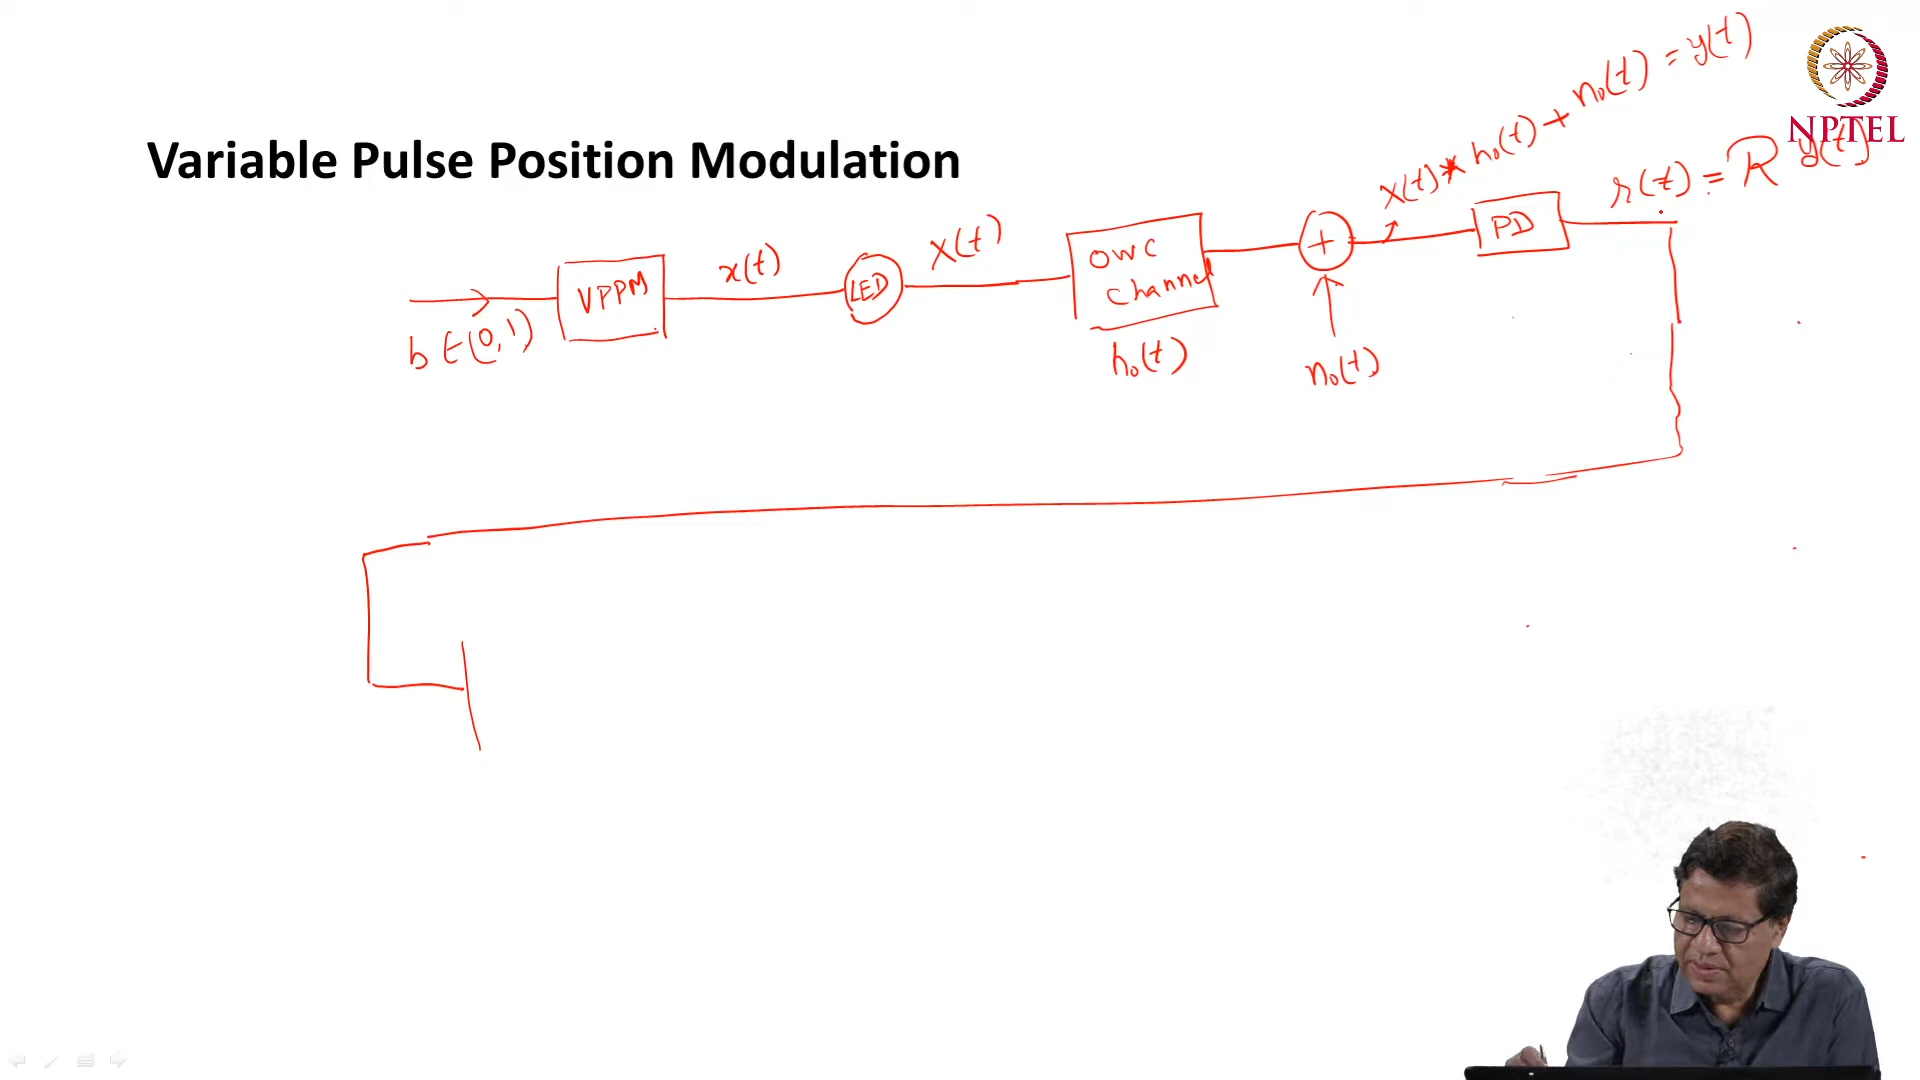 NPTEL
Variable Pulse Position Modulation
b ∈ (0,1)
VPPM
x(t)
LED
X(t)
OWC
Channel
h₀(t)
+
n₀(t)
X(t) * h₀(t) + n₀(t) = y(t)
PD
r(t) = R y(t)